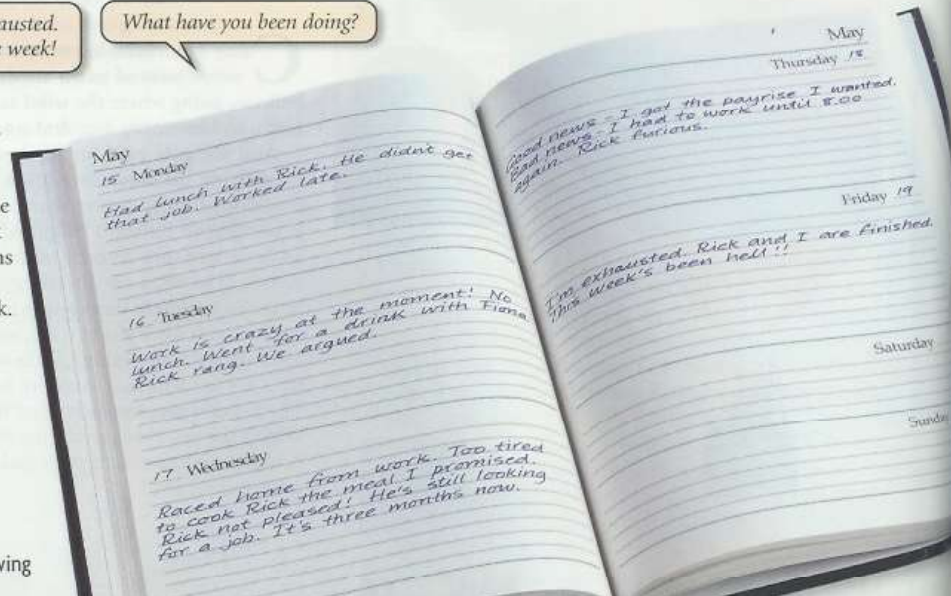 austed.
week!
What have you been doing?
May
15 Monday
Had lunch with Rick. He didn't get
that job. Worked late.
16 Tuesday
Work is crazy at the moment! No
lunch. Went for a drink with Fiona
Rick rang. We argued.
17 Wednesday
Raced home from work. Too tired
to cook Rick the meal I promised.
Rick not pleased! He's still looking
for a job. It's three months now.
May
Thursday 18
Good news - I got the payrise I wanted.
Bad news - I had to work until 8.00
again. Rick furious.
Friday 19
I'm exhausted. Rick and I are finished.
This week's been hell!!
Saturday
Sunda
k.
ving